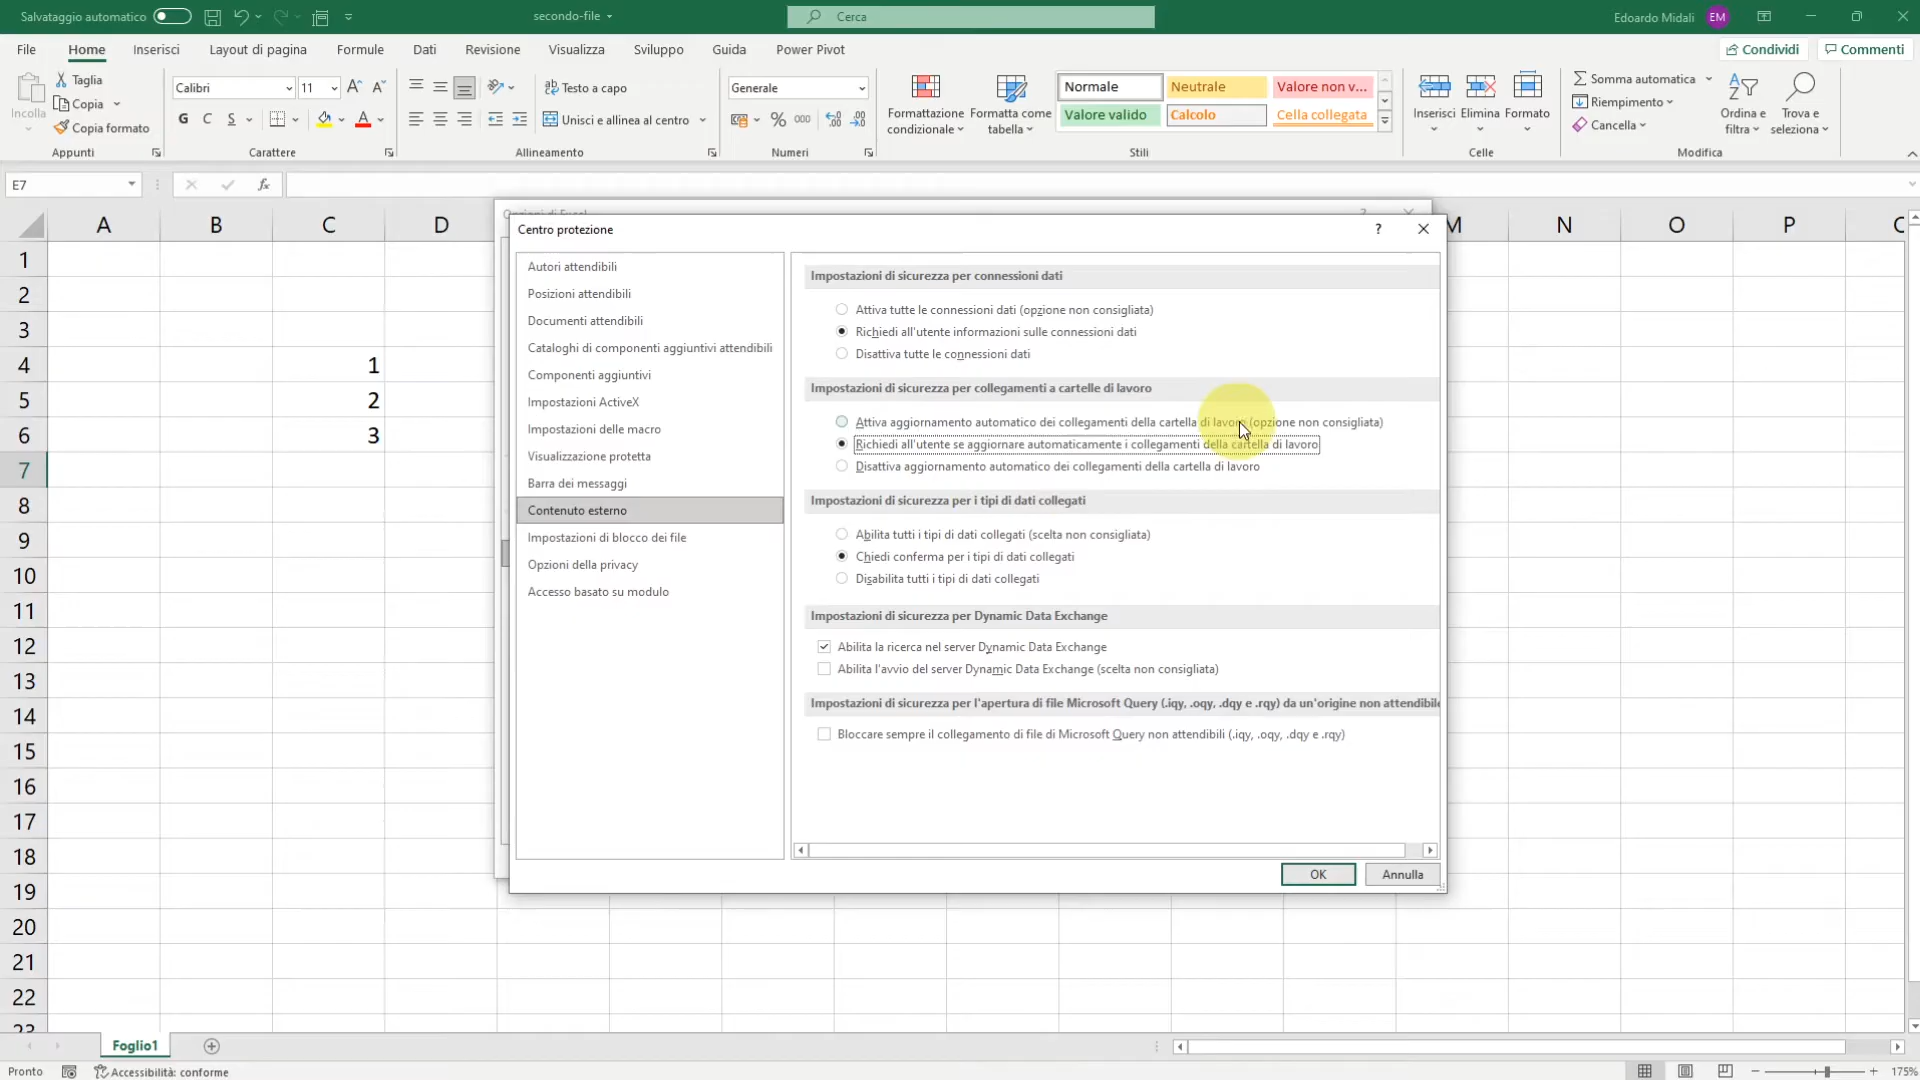 Salvataggio automatico
secondo-file
Cerca
Edoardo Midali
EM
File
Home
Inserisci
Layout di pagina
Formule
Dati
Revisione
Visualizza
Sviluppo
Guida
Power Pivot
Condividi
Commenti
Incolla
Taglia
Copia
Copia formato
Appunti
Calibri
11
G
C
S
Carattere
Testo a capo
Unisci e allinea al centro
Allineamento
Generale
%
000
Numeri
Formattazione condizionale
Formatta come tabella
Normale
Neutrale
Valore non v...
Valore valido
Calcolo
Cella collegata
Stili
Inserisci
Elimina
Formato
Celle
Somma automatica
Riempimento
Cancella
Ordina e filtra
Trova e seleziona
Modifica
E7
fx
A B C D M N O P
1
2
3
4 1
5 2
6 3
7
8
9
10
11
12
13
14
15
16
17
18
19
20
21
22
23
Centro protezione
?
Autori attendibili
Posizioni attendibili
Documenti attendibili
Cataloghi di componenti aggiuntivi attendibili
Componenti aggiuntivi
Impostazioni ActiveX
Impostazioni delle macro
Visualizzazione protetta
Barra dei messaggi
Contenuto esterno
Impostazioni di blocco dei file
Opzioni della privacy
Accesso basato su modulo
Impostazioni di sicurezza per connessioni dati
Attiva tutte le connessioni dati (opzione non consigliata)
Richiedi all'utente informazioni sulle connessioni dati
Disattiva tutte le connessioni dati
Impostazioni di sicurezza per collegamenti a cartelle di lavoro
Attiva aggiornamento automatico dei collegamenti della cartella di lavoro (opzione non consigliata)
Richiedi all'utente se aggiornare automaticamente i collegamenti della cartella di lavoro
Disattiva aggiornamento automatico dei collegamenti della cartella di lavoro
Impostazioni di sicurezza per i tipi di dati collegati
Abilita tutti i tipi di dati collegati (scelta non consigliata)
Chiedi conferma per i tipi di dati collegati
Disabilita tutti i tipi di dati collegati
Impostazioni di sicurezza per Dynamic Data Exchange
Abilita la ricerca nel server Dynamic Data Exchange
Abilita l'avvio del server Dynamic Data Exchange (scelta non consigliata)
Impostazioni di sicurezza per l'apertura di file Microsoft Query (.iqy, .oqy, .dqy e .rqy) da un'origine non attendibile
Bloccare sempre il collegamento di file di Microsoft Query non attendibili (.iqy, .oqy, .dqy e .rqy)
OK
Annulla
Foglio1
Pronto
Accessibilità: conforme
175%